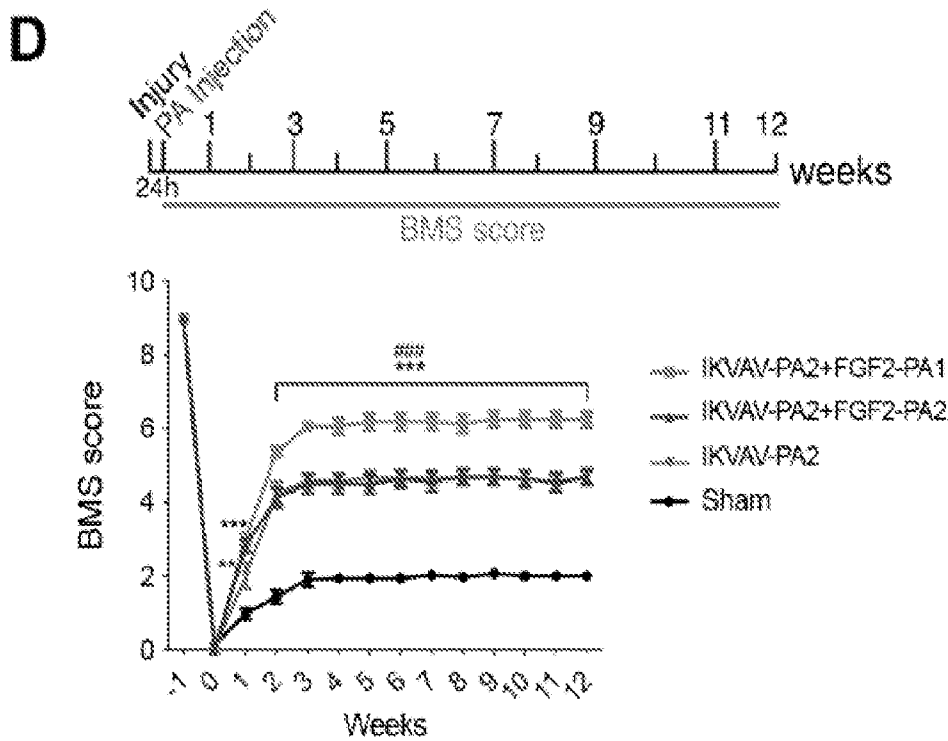 D
Injury
PA Injection
1 3 5 7 9 11 12
weeks
24h
BMS score
10
8
6
4
2
0
BMS score
###
***
***
-1 0 1 2 3 4 5 6 7 8 9 10 11 12
Weeks
IKVAV-PA2+FGF2-PA1
IKVAV-PA2+FGF2-PA2
IKVAV-PA2
Sham